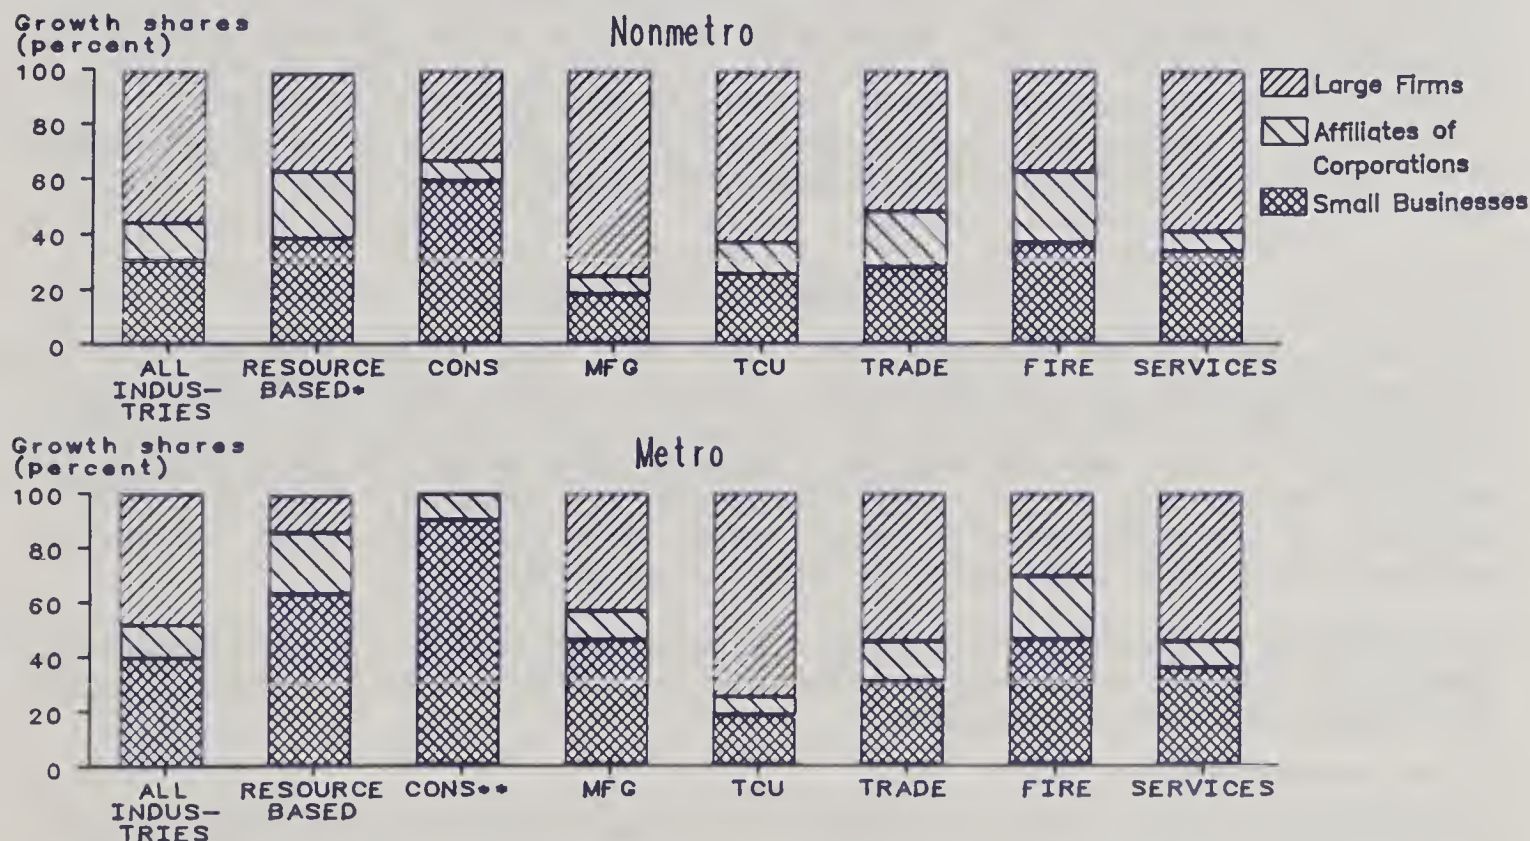 Growth shares
(percent)
Nonmetro
100
80
60
40
20
0
Large Firms
Affiliates of
Corporations
Small Businesses
ALL
INDUS-
TRIES
RESOURCE
BASED*
CONS
MFG
TCU
TRADE
FIRE
SERVICES
Growth shares
(percent)
Metro
100
80
60
40
20
0
ALL
INDUS-
TRIES
RESOURCE
BASED
CONS**
MFG
TCU
TRADE
FIRE
SERVICES